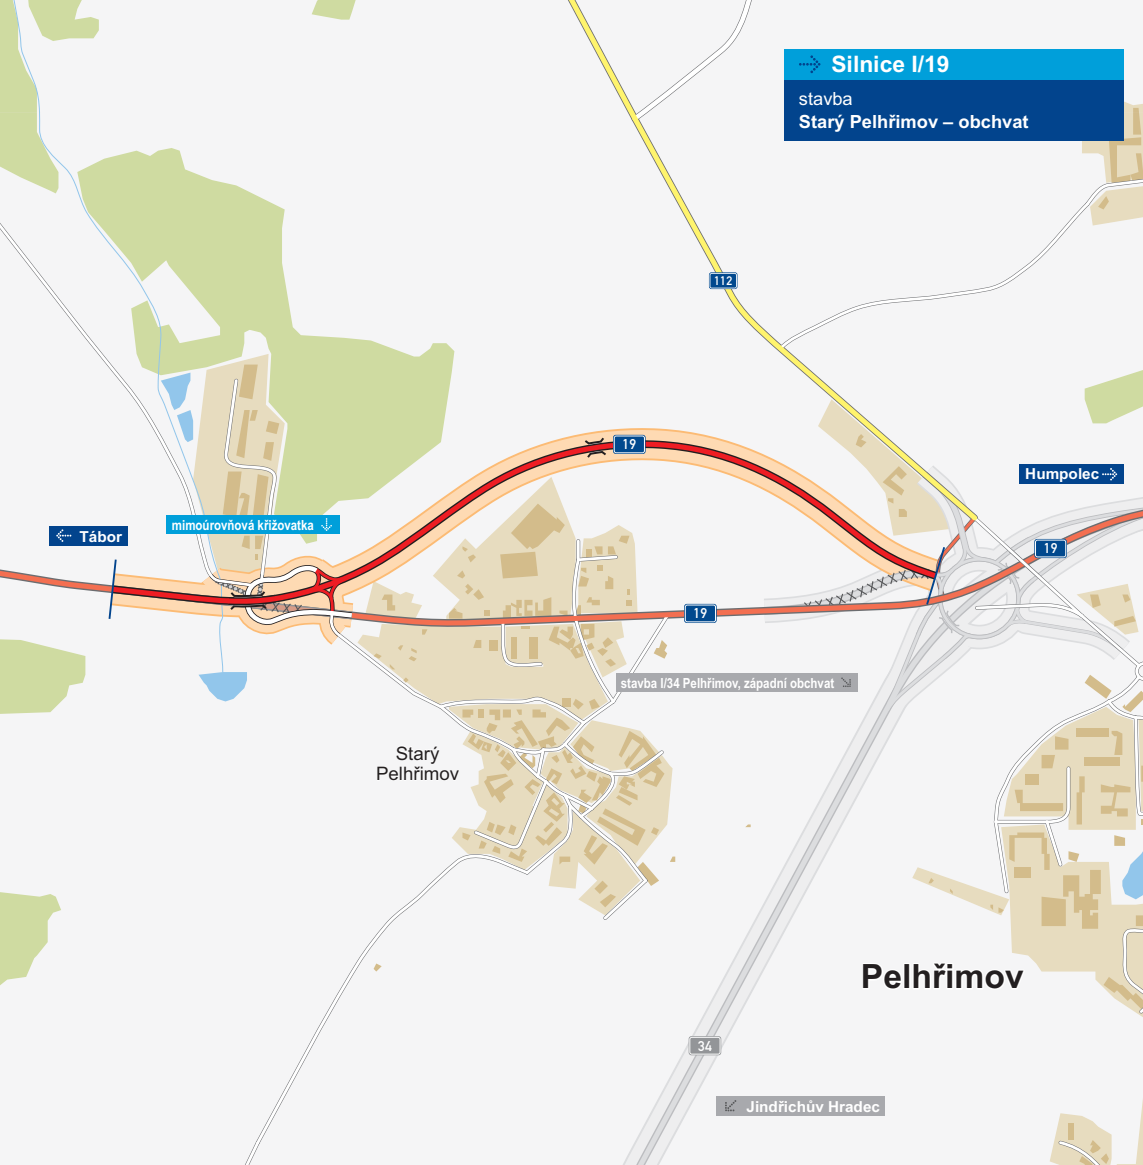 Silnice I/19
stavba
Starý Pelhřimov – obchvat
112
19
Humpolec
mimoúrovňová křižovatka
Tábor
19
19
stavba I/34 Pelhřimov, západní obchvat
Starý
Pelhřimov
Pelhřimov
34
Jindřichův Hradec